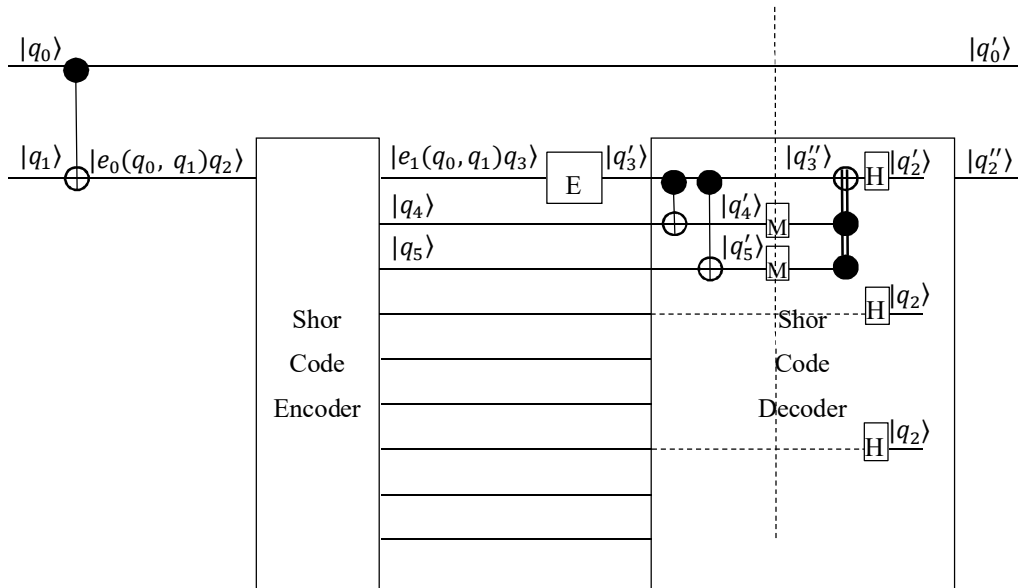 |q₀⟩ |q₀′⟩
|q₁⟩ |e₀(q₀, q₁)q₂⟩ |e₁(q₀,q₁)q₃⟩ |q₃′⟩ |q₃′′⟩ |q₂′⟩ |q₂′′⟩
E H
|q₄⟩ |q₄′⟩
M
|q₅⟩ |q₅′⟩
M
|q₂⟩
H
Shor Code Encoder
Shor Code Decoder
|q₂⟩
H